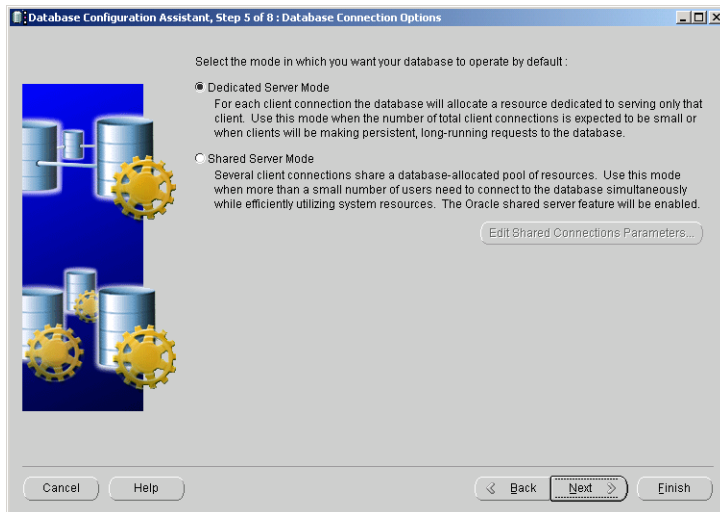 Database Configuration Assistant, Step 5 of 8 : Database Connection Options
Select the mode in which you want your database to operate by default :
Dedicated Server Mode
For each client connection the database will allocate a resource dedicated to serving only that
client. Use this mode when the number of total client connections is expected to be small or
when clients will be making persistent, long-running requests to the database.
Shared Server Mode
Several client connections share a database-allocated pool of resources. Use this mode
when more than a small number of users need to connect to the database simultaneously
while efficiently utilizing system resources. The Oracle shared server feature will be enabled.
Edit Shared Connections Parameters...
Cancel Help Back Next Finish